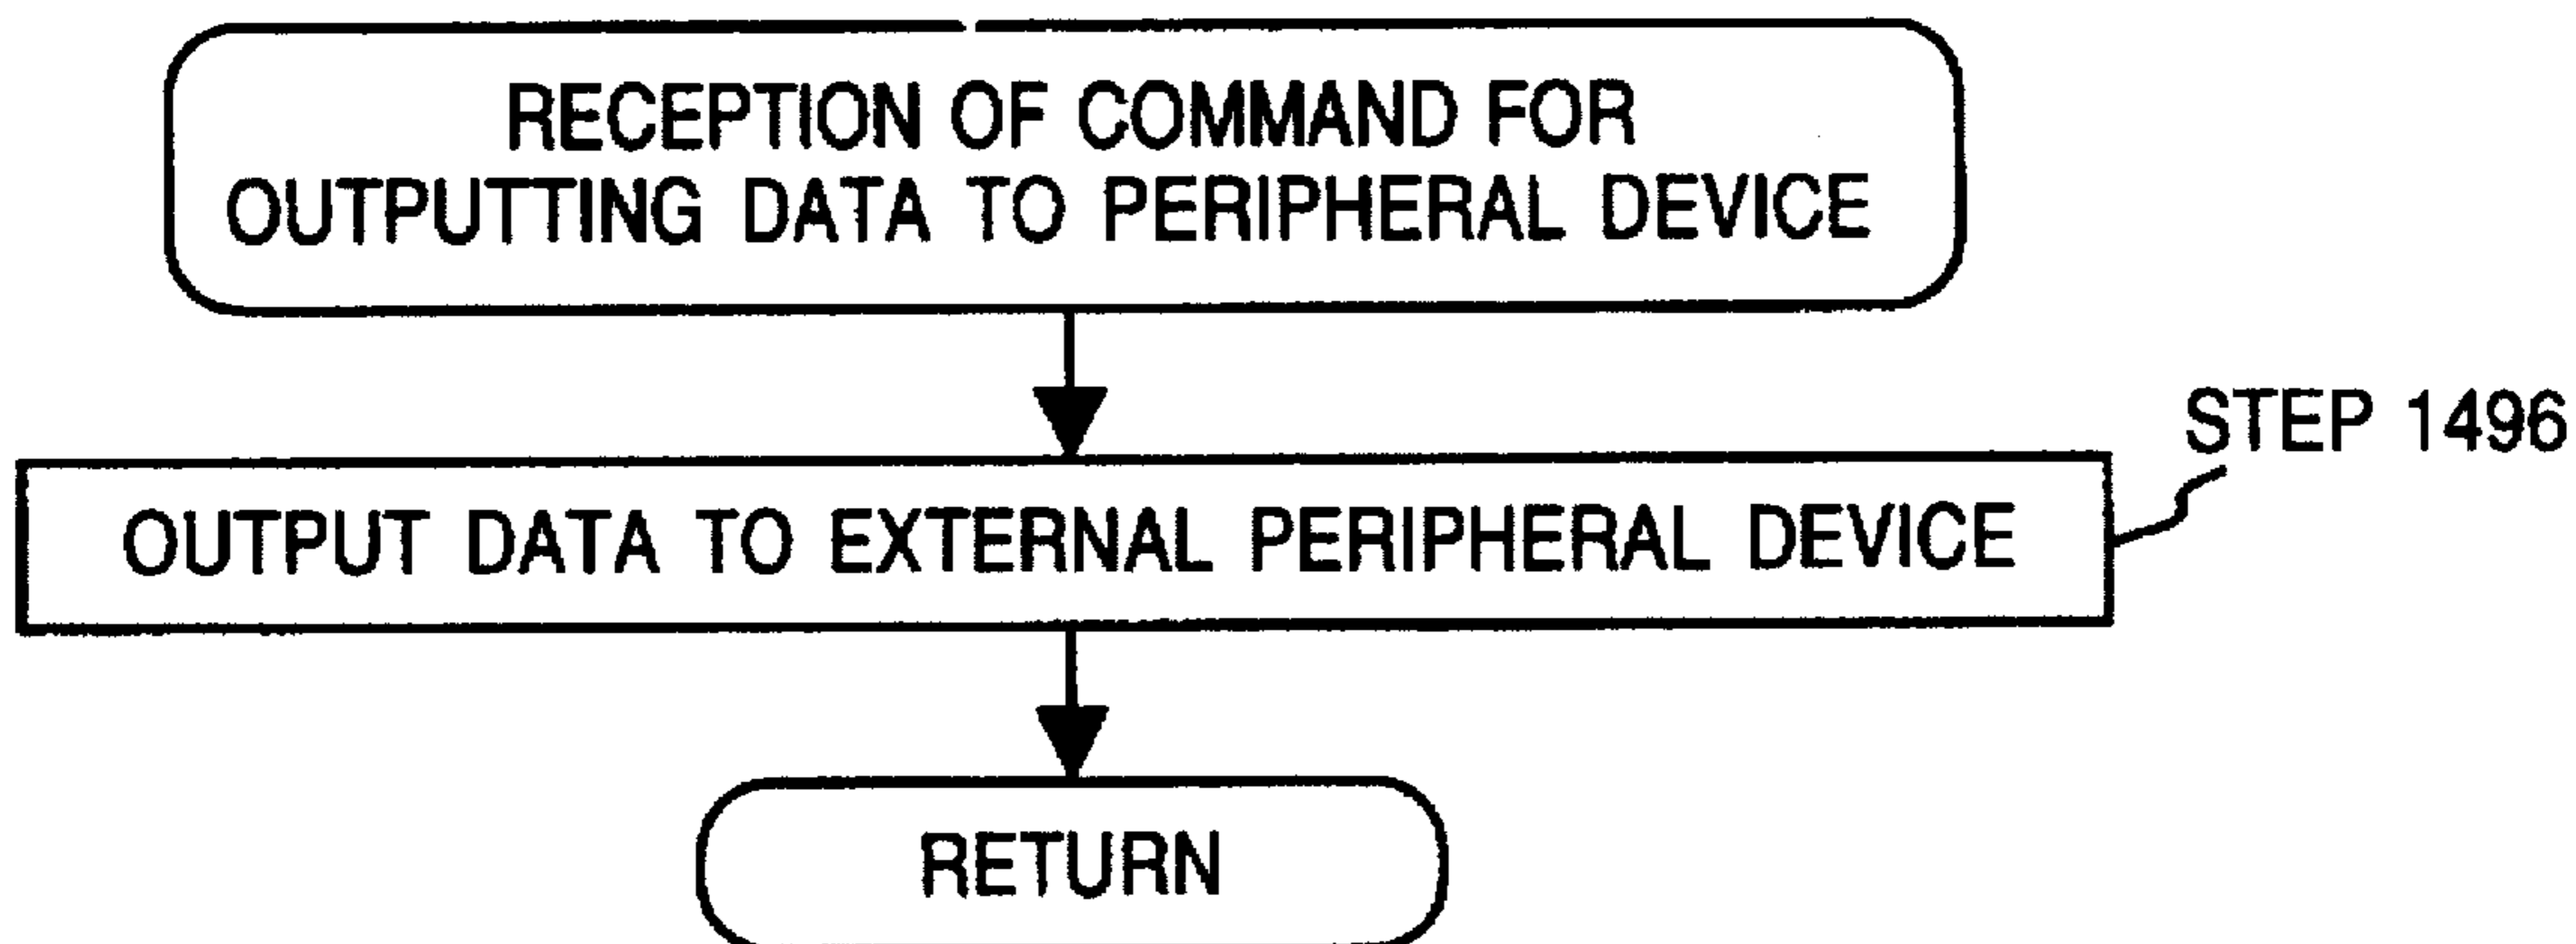 RECEPTION OF COMMAND FOR
OUTPUTTING DATA TO PERIPHERAL DEVICE
STEP 1496
OUTPUT DATA TO EXTERNAL PERIPHERAL DEVICE
RETURN